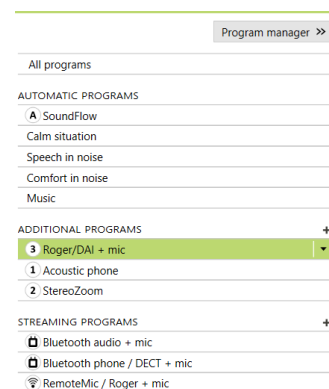 Program manager »
All programs
AUTOMATIC PROGRAMS
A SoundFlow
Calm situation
Speech in noise
Comfort in noise
Music
ADDITIONAL PROGRAMS +
3 Roger/DAI + mic
1 Acoustic phone
2 StereoZoom
STREAMING PROGRAMS +
Bluetooth audio + mic
Bluetooth phone / DECT + mic
RemoteMic / Roger + mic